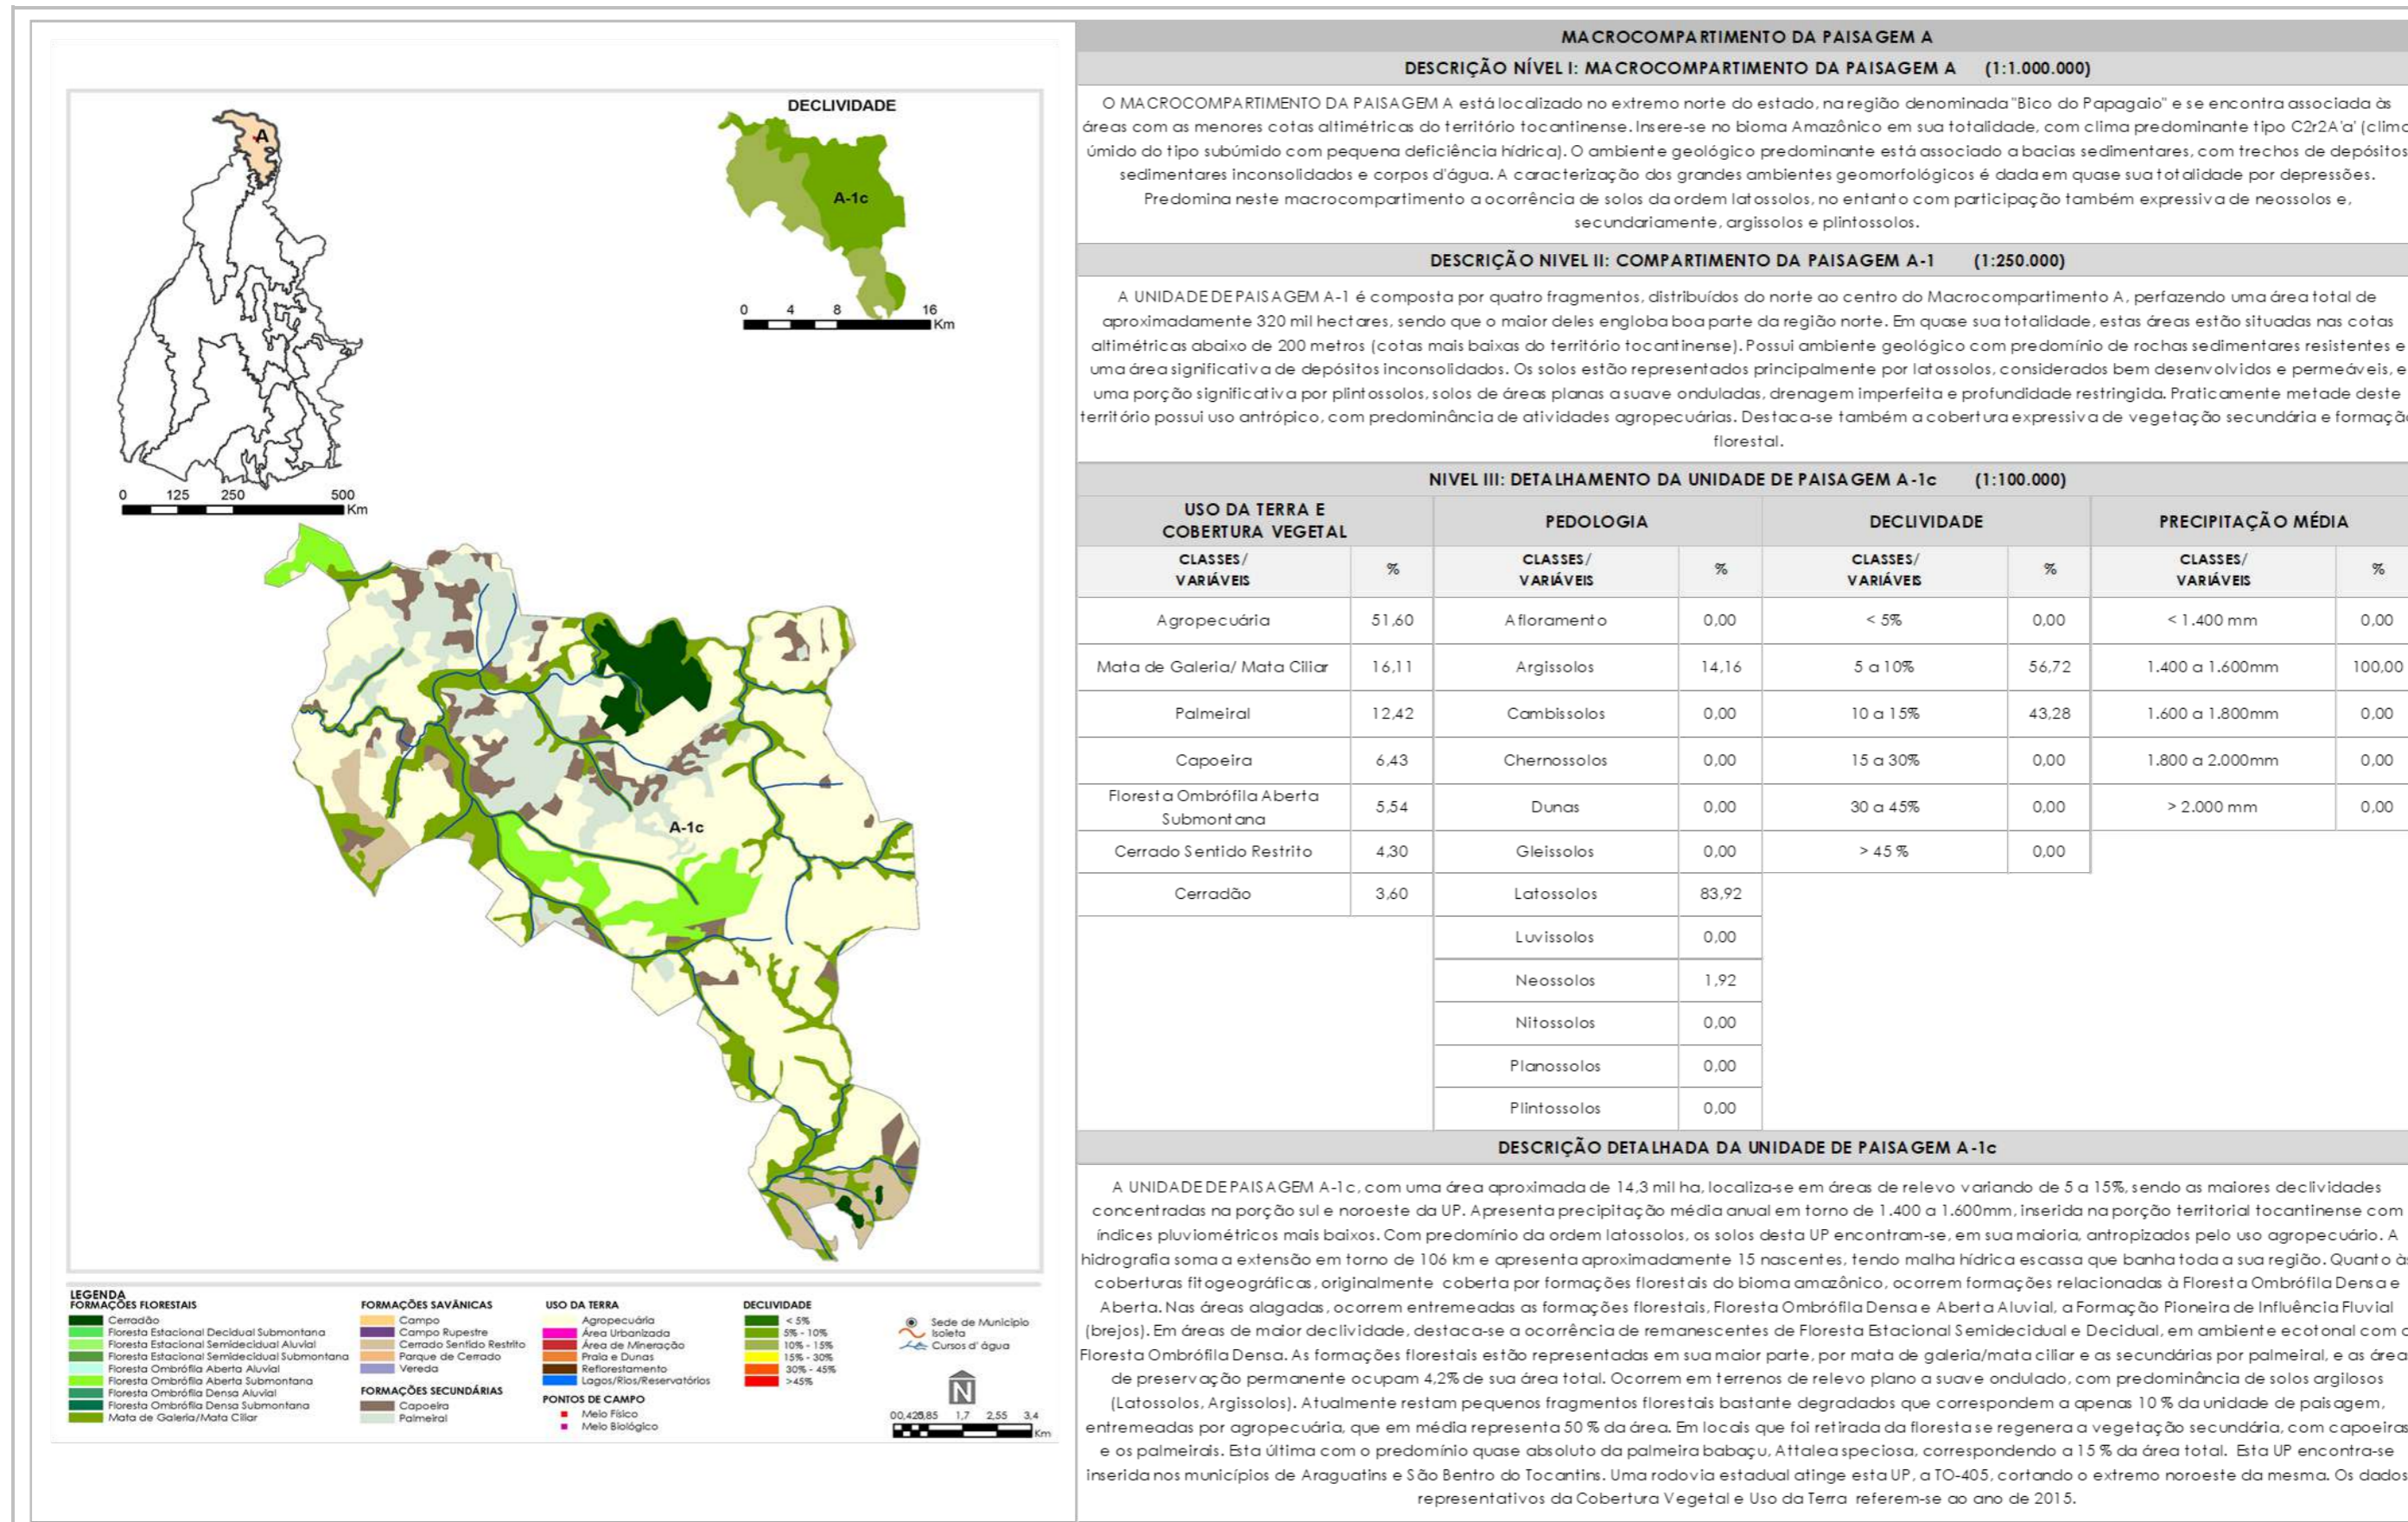 DECLIVIDADE
A
A-1c
0 4 8 16
Km
0 125 250 500
Km
A-1c
LEGENDA
FORMAÇÕES FLORESTAIS
Cerradão
Floresta Estacional Decidual Submontana
Floresta Estacional Semidecidual Aluvial
Floresta Estacional Semidecidual Submontana
Floresta Ombrófila Aberta Aluvial
Floresta Ombrófila Aberta Submontana
Floresta Ombrófila Densa Aluvial
Floresta Ombrófila Densa Submontana
Mata de Galeria/Mata Ciliar
FORMAÇÕES SAVÂNICAS
Campo
Campo Rupestre
Cerrado Sentido Restrito
Parque de Cerrado
Vereda
FORMAÇÕES SECUNDÁRIAS
Capoeira
Palmeiral
USO DA TERRA
Agropecuária
Área Urbanizada
Área de Mineração
Praia e Dunas
Reflorestamento
Lagos/Rios/Reservatórios
PONTOS DE CAMPO
Meio Físico
Meio Biológico
DECLIVIDADE
< 5%
5% - 10%
10% - 15%
15% - 30%
30% - 45%
>45%
Sede de Município
Isoieta
Cursos d' água
N
00,4250,85 1,7 2,55 3,4
Km
MACROCOMPARTIMENTO DA PAISAGEM A
DESCRIÇÃO NÍVEL I: MACROCOMPARTIMENTO DA PAISAGEM A (1:1.000.000)
O MACROCOMPARTIMENTO DA PAISAGEM A está localizado no extremo norte do estado, na região denominada "Bico do Papagaio" e se encontra associada às
áreas com as menores cotas altimétricas do território tocantinense. Insere-se no bioma Amazônico em sua totalidade, com clima predominante tipo C2r2A'a' (clima
úmido do tipo subúmido com pequena deficiência hídrica). O ambiente geológico predominante está associado a bacias sedimentares, com trechos de depósitos
sedimentares inconsolidados e corpos d'água. A caracterização dos grandes ambientes geomorfológicos é dada em quase sua totalidade por depressões.
Predomina neste macrocompartimento a ocorrência de solos da ordem latossolos, no entanto com participação também expressiva de neossolos e,
secundariamente, argissolos e plintossolos.
DESCRIÇÃO NIVEL II: COMPARTIMENTO DA PAISAGEM A-1 (1:250.000)
A UNIDADE DE PAISAGEM A-1 é composta por quatro fragmentos, distribuídos do norte ao centro do Macrocompartimento A, perfazendo uma área total de
aproximadamente 320 mil hectares, sendo que o maior deles engloba boa parte da região norte. Em quase sua totalidade, estas áreas estão situadas nas cotas
altimétricas abaixo de 200 metros (cotas mais baixas do território tocantinense). Possui ambiente geológico com predomínio de rochas sedimentares resistentes e
uma área significativa de depósitos inconsolidados. Os solos estão representados principalmente por latossolos, considerados bem desenvolvidos e permeáveis, e
uma porção significativa por plintossolos, solos de áreas planas a suave onduladas, drenagem imperfeita e profundidade restringida. Praticamente metade deste
território possui uso antrópico, com predominância de atividades agropecuárias. Destaca-se também a cobertura expressiva de vegetação secundária e formação
florestal.
NIVEL III: DETALHAMENTO DA UNIDADE DE PAISAGEM A-1c (1:100.000)
USO DA TERRA E
COBERTURA VEGETAL PEDOLOGIA DECLIVIDADE PRECIPITAÇÃO MÉDIA
CLASSES/
VARIÁVEIS % CLASSES/
VARIÁVEIS % CLASSES/
VARIÁVEIS % CLASSES/
VARIÁVEIS %
Agropecuária 51,60 Afloramento 0,00 < 5% 0,00 < 1.400 mm 0,00
Mata de Galeria/ Mata Ciliar 16,11 Argissolos 14,16 5 a 10% 56,72 1.400 a 1.600mm 100,00
Palmeiral 12,42 Cambissolos 0,00 10 a 15% 43,28 1.600 a 1.800mm 0,00
Capoeira 6,43 Chernossolos 0,00 15 a 30% 0,00 1.800 a 2.000mm 0,00
Floresta Ombrófila Aberta
Submontana 5,54 Dunas 0,00 30 a 45% 0,00 > 2.000 mm 0,00
Cerrado Sentido Restrito 4,30 Gleissolos 0,00 > 45 % 0,00
Cerradão 3,60 Latossolos 83,92
Luvissolos 0,00
Neossolos 1,92
Nitossolos 0,00
Planossolos 0,00
Plintossolos 0,00
DESCRIÇÃO DETALHADA DA UNIDADE DE PAISAGEM A-1c
A UNIDADE DE PAISAGEM A-1c, com uma área aproximada de 14,3 mil ha, localiza-se em áreas de relevo variando de 5 a 15%, sendo as maiores declividades
concentradas na porção sul e noroeste da UP. Apresenta precipitação média anual em torno de 1.400 a 1.600mm, inserida na porção territorial tocantinense com
índices pluviométricos mais baixos. Com predomínio da ordem latossolos, os solos desta UP encontram-se, em sua maioria, antropizados pelo uso agropecuário. A
hidrografia soma a extensão em torno de 106 km e apresenta aproximadamente 15 nascentes, tendo malha hídrica escassa que banha toda a sua região. Quanto às
coberturas fitogeográficas, originalmente coberta por formações florestais do bioma amazônico, ocorrem formações relacionadas à Floresta Ombrófila Densa e
Aberta. Nas áreas alagadas, ocorrem entremeadas as formações florestais, Floresta Ombrófila Densa e Aberta Aluvial, a Formação Pioneira de Influência Fluvial
(brejos). Em áreas de maior declividade, destaca-se a ocorrência de remanescentes de Floresta Estacional Semidecidual e Decidual, em ambiente ecotonal com a
Floresta Ombrófila Densa. As formações florestais estão representadas em sua maior parte, por mata de galeria/mata ciliar e as secundárias por palmeiral, e as áreas
de preservação permanente ocupam 4,2% de sua área total. Ocorrem em terrenos de relevo plano a suave ondulado, com predominância de solos argilosos
(Latossolos, Argissolos). Atualmente restam pequenos fragmentos florestais bastante degradados que correspondem a apenas 10 % da unidade de paisagem,
entremeadas por agropecuária, que em média representa 50 % da área. Em locais que foi retirada da floresta se regenera a vegetação secundária, com capoeiras
e os palmeirais. Esta última com o predomínio quase absoluto da palmeira babaçu, Attalea speciosa, correspondendo a 15 % da área total. Esta UP encontra-se
inserida nos municípios de Araguatins e São Bentro do Tocantins. Uma rodovia estadual atinge esta UP, a TO-405, cortando o extremo noroeste da mesma. Os dados
representativos da Cobertura Vegetal e Uso da Terra referem-se ao ano de 2015.